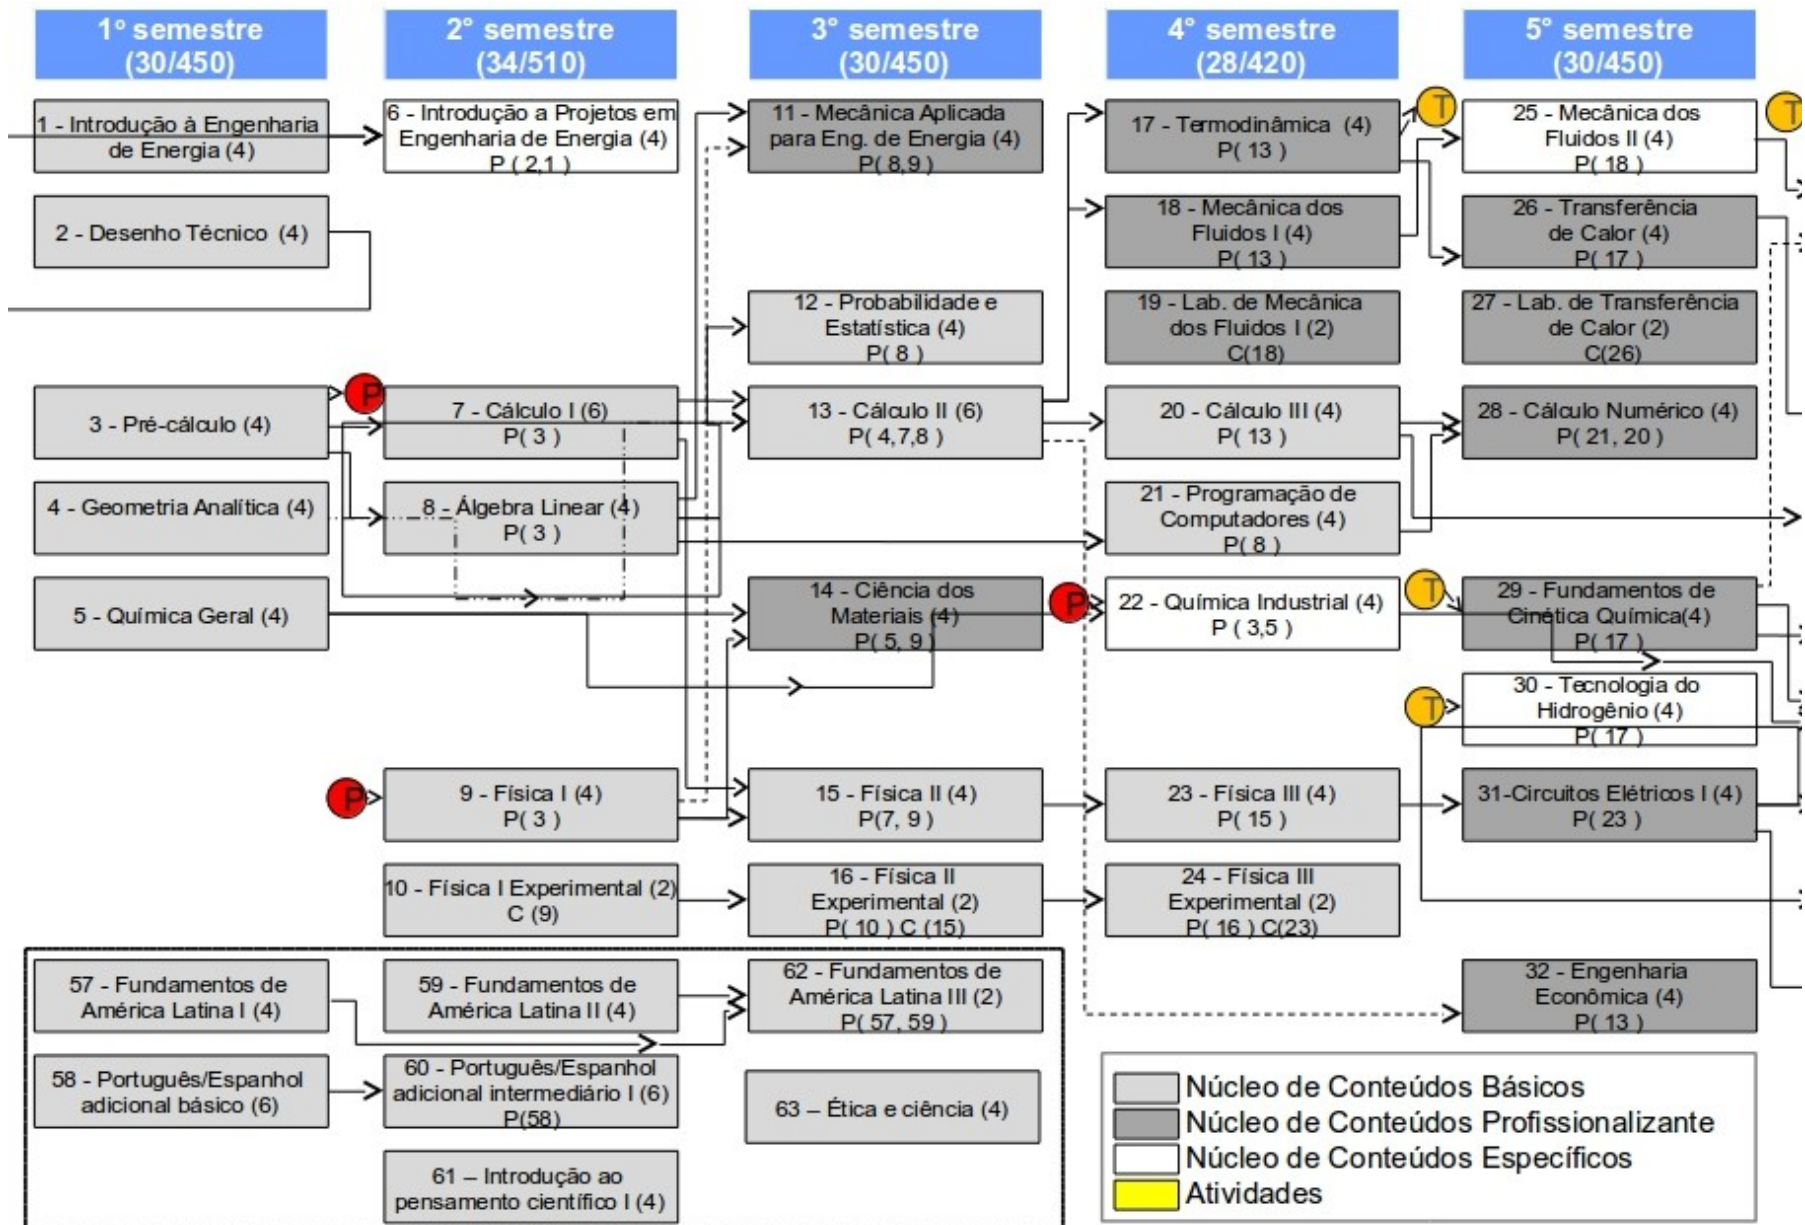 1º semestre
(30/450)
2° semestre
(34/510)
3° semestre
(30/450)
4° semestre
(28/420)
5° semestre
(30/450)
1 - Introdução à Engenharia
de Energia (4)
6 - Introdução a Projetos em
Engenharia de Energia (4)
P ( 2,1 )
11 - Mecânica Aplicada
para Eng. de Energia (4)
P( 8,9 )
17 - Termodinâmica (4)
P( 13 )
T
25 - Mecânica dos
Fluidos II (4)
P( 18 )
T
2 - Desenho Técnico (4)
18 - Mecânica dos
Fluidos I (4)
P( 13 )
26 - Transferência
de Calor (4)
P( 17 )
12 - Probabilidade e
Estatística (4)
P( 8 )
19 - Lab. de Mecânica
dos Fluidos I (2)
C(18)
27 - Lab. de Transferência
de Calor (2)
C(26)
3 - Pré-cálculo (4)
P
7 - Cálculo I (6)
P( 3 )
13 - Cálculo II (6)
P( 4,7,8 )
20 - Cálculo III (4)
P( 13 )
28 - Cálculo Numérico (4)
P( 21, 20 )
4 - Geometria Analítica (4)
8 - Álgebra Linear (4)
P( 3 )
21 - Programação de
Computadores (4)
P( 8 )
5 - Química Geral (4)
14 - Ciência dos
Materiais (4)
P( 5, 9 )
P
22 - Química Industrial (4)
P ( 3,5 )
T
29 - Fundamentos de
Cinética Química(4)
P( 17 )
T
30 - Tecnologia do
Hidrogênio (4)
P( 17 )
P
9 - Física I (4)
P( 3 )
15 - Física II (4)
P(7, 9 )
23 - Física III (4)
P( 15 )
31-Circuitos Elétricos I (4)
P( 23 )
10 - Física I Experimental (2)
C (9)
16 - Física II
Experimental (2)
P( 10 ) C (15)
24 - Física III
Experimental (2)
P( 16 ) C(23)
57 - Fundamentos de
América Latina I (4)
59 - Fundamentos de
América Latina II (4)
62 - Fundamentos de
América Latina III (2)
P( 57, 59 )
32 - Engenharia
Econômica (4)
P( 13 )
58 - Português/Espanhol
adicional básico (6)
60 - Português/Espanhol
adicional intermediário I (6)
P(58)
63 – Ética e ciência (4)
61 – Introdução ao
pensamento científico I (4)
Núcleo de Conteúdos Básicos
Núcleo de Conteúdos Profissionalizante
Núcleo de Conteúdos Específicos
Atividades